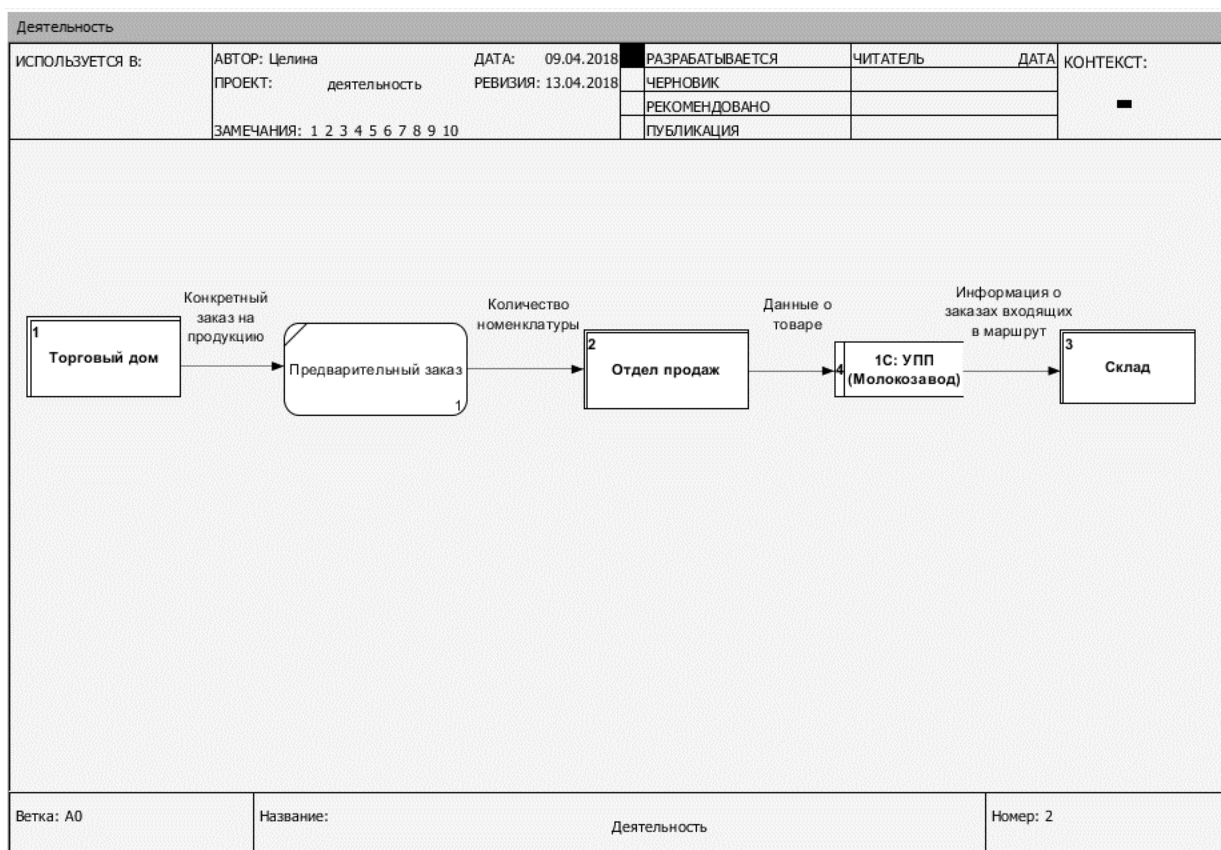 Деятельность
ИСПОЛЬЗУЕТСЯ В:
АВТОР: Целина
ДАТА: 09.04.2018
ПРОЕКТ: деятельность
РЕВИЗИЯ: 13.04.2018
ЗАМЕЧАНИЯ: 1 2 3 4 5 6 7 8 9 10
РАЗРАБАТЫВАЕТСЯ
ЧЕРНОВИК
РЕКОМЕНДОВАНО
ПУБЛИКАЦИЯ
ЧИТАТЕЛЬ
ДАТА
КОНТЕКСТ:
1
Торговый дом
Конкретный
заказ на
продукцию
Предварительный заказ
1
Количество
номенклатуры
2
Отдел продаж
Данные о
товаре
4
1С: УПП
(Молокозавод)
Информация о
заказах входящих
в маршрут
3
Склад
Ветка: A0
Название:
Деятельность
Номер: 2